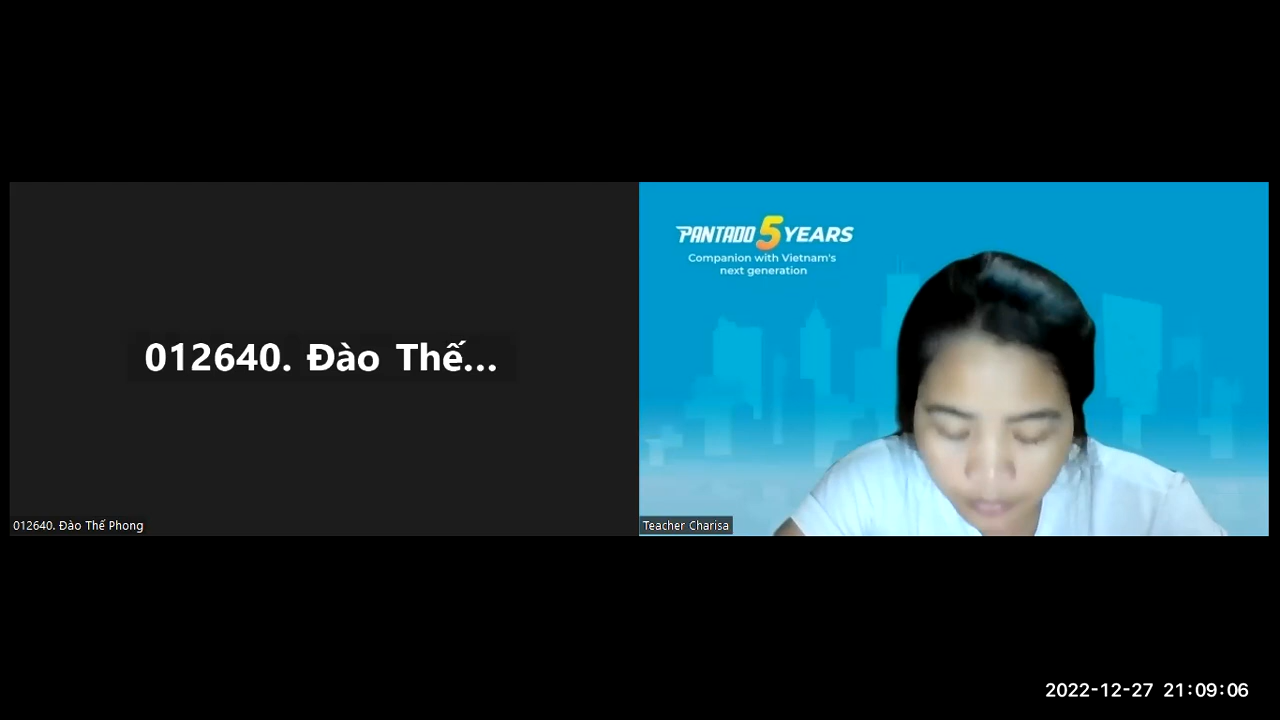 012640. Đào Thế...
012640. Đào Thế Phong
PANTADO 5 YEARS
Companion with Vietnam's
next generation
Teacher Charisa
2022-12-27 21:09:06